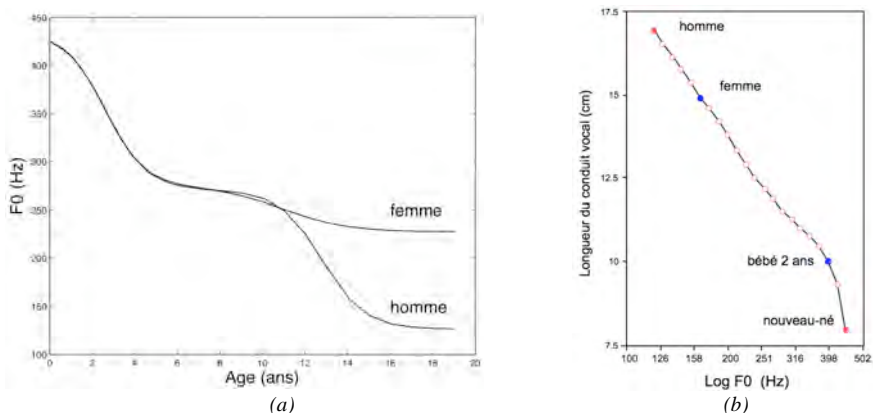 450
400
350
300
250
200
150
100
F0 (Hz)
femme
homme
0 2 4 6 8 10 12 14 16 18 20
Age (ans)
(a)
17.5
15
12.5
10
7.5
Longueur du conduit vocal (cm)
homme
femme
bébé 2 ans
nouveau-né
100 126 158 200 251 316 398 502
Log F0 (Hz)
(b)